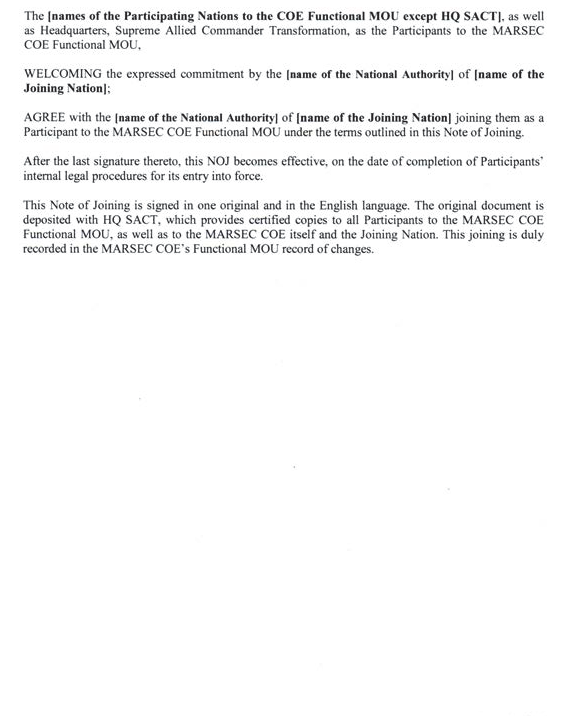 The [names of the Participating Nations to the COE Functional MOU except HQ SACT], as well
as Headquarters, Supreme Allied Commander Transformation, as the Participants to the MARSEC
COE Functional MOU,
WELCOMING the expressed commitment by the [name of the National Authority] of [name of the
Joining Nation];
AGREE with the [name of the National Authority] of [name of the Joining Nation] joining them as a
Participant to the MARSEC COE Functional MOU under the terms outlined in this Note of Joining.
After the last signature thereto, this NOJ becomes effective, on the date of completion of Participants'
internal legal procedures for its entry into force.
This Note of Joining is signed in one original and in the English language. The original document is
deposited with HQ SACT, which provides certified copies to all Participants to the MARSEC COE
Functional MOU, as well as to the MARSEC COE itself and the Joining Nation. This joining is duly
recorded in the MARSEC COE's Functional MOU record of changes.